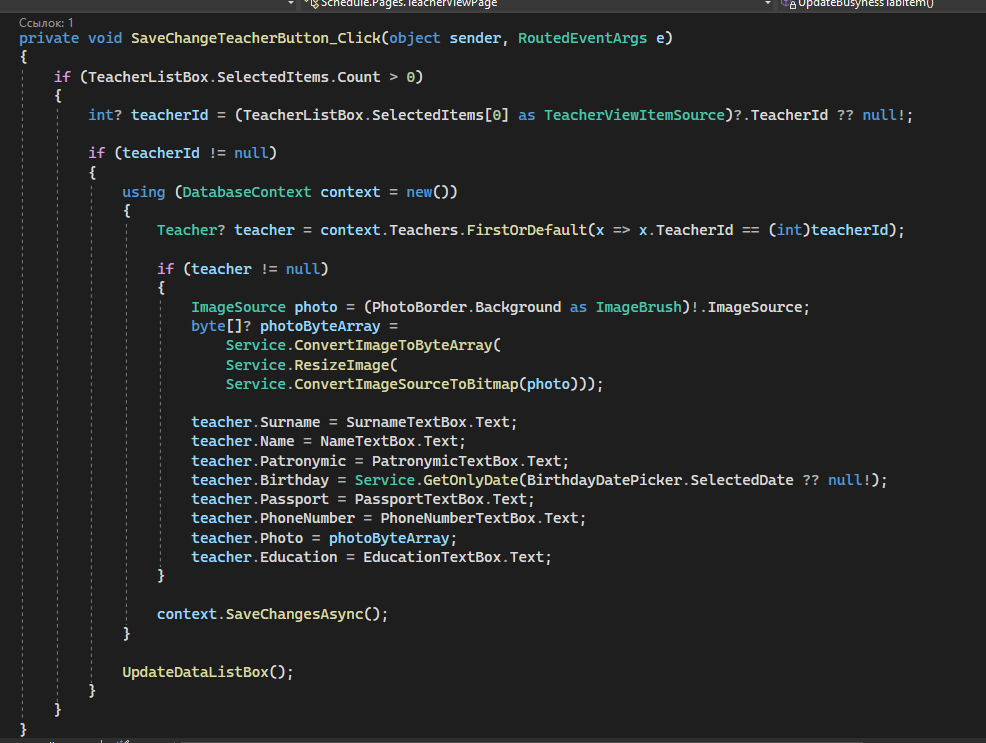 Schedule.Pages.TeacherViewPage
UpdateBusynessTabItem()
Ссылок: 1
private void SaveChangeTeacherButton_Click(object sender, RoutedEventArgs e)
{
    if (TeacherListBox.SelectedItems.Count > 0)
    {
        int? teacherId = (TeacherListBox.SelectedItems[0] as TeacherViewItemSource)?.TeacherId ?? null!;
        if (teacherId != null)
        {
            using (DatabaseContext context = new())
            {
                Teacher? teacher = context.Teachers.FirstOrDefault(x => x.TeacherId == (int)teacherId);
                if (teacher != null)
                {
                    ImageSource photo = (PhotoBorder.Background as ImageBrush)!.ImageSource;
                    byte[]? photoByteArray =
                        Service.ConvertImageToByteArray(
                        Service.ResizeImage(
                        Service.ConvertImageSourceToBitmap(photo)));
                    teacher.Surname = SurnameTextBox.Text;
                    teacher.Name = NameTextBox.Text;
                    teacher.Patronymic = PatronymicTextBox.Text;
                    teacher.Birthday = Service.GetOnlyDate(BirthdayDatePicker.SelectedDate ?? null!);
                    teacher.Passport = PassportTextBox.Text;
                    teacher.PhoneNumber = PhoneNumberTextBox.Text;
                    teacher.Photo = photoByteArray;
                    teacher.Education = EducationTextBox.Text;
                }
                context.SaveChangesAsync();
            }
            UpdateDataListBox();
        }
    }
}